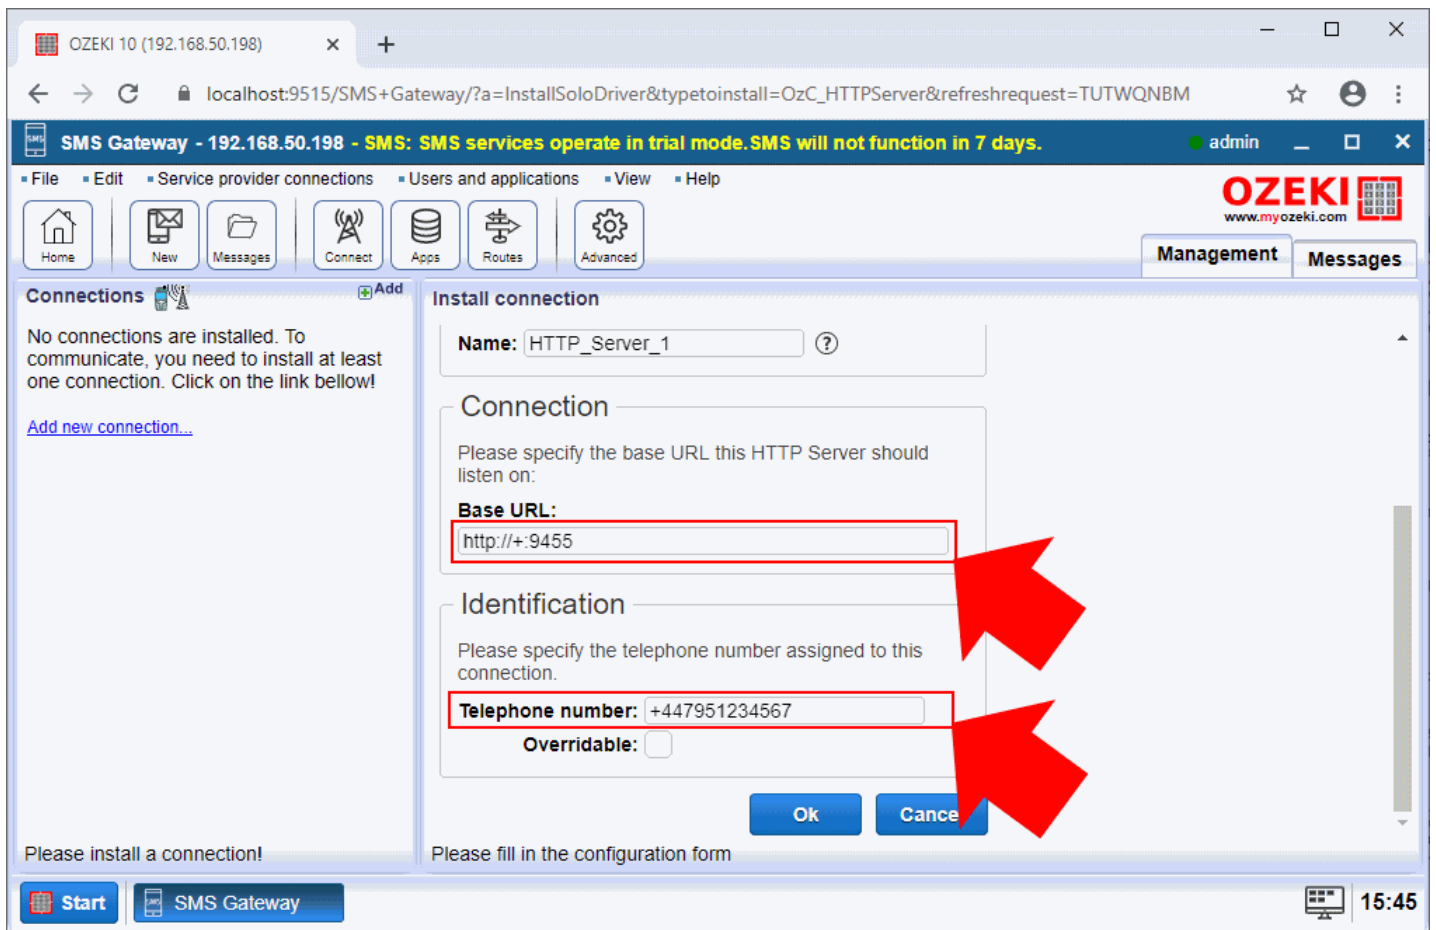 OZEKI 10 (192.168.50.198)
localhost:9515/SMS+Gateway/?a=InstallSoloDriver&typetoinstall=OzC_HTTPServer&refreshrequest=TUTWQNBM
SMS Gateway - 192.168.50.198 - SMS: SMS services operate in trial mode.SMS will not function in 7 days.
admin
File Edit Service provider connections Users and applications View Help
OZEKI
www.myozeki.com
Home New Messages Connect Apps Routes Advanced
Management Messages
Connections
Add
No connections are installed. To
communicate, you need to install at least
one connection. Click on the link bellow!
Add new connection...
Please install a connection!
Install connection
Name: HTTP_Server_1 ?
Connection
Please specify the base URL this HTTP Server should
listen on:
Base URL:
http://+:9455
Identification
Please specify the telephone number assigned to this
connection.
Telephone number: +447951234567
Overridable:
Ok Cance
Please fill in the configuration form
Start SMS Gateway 15:45